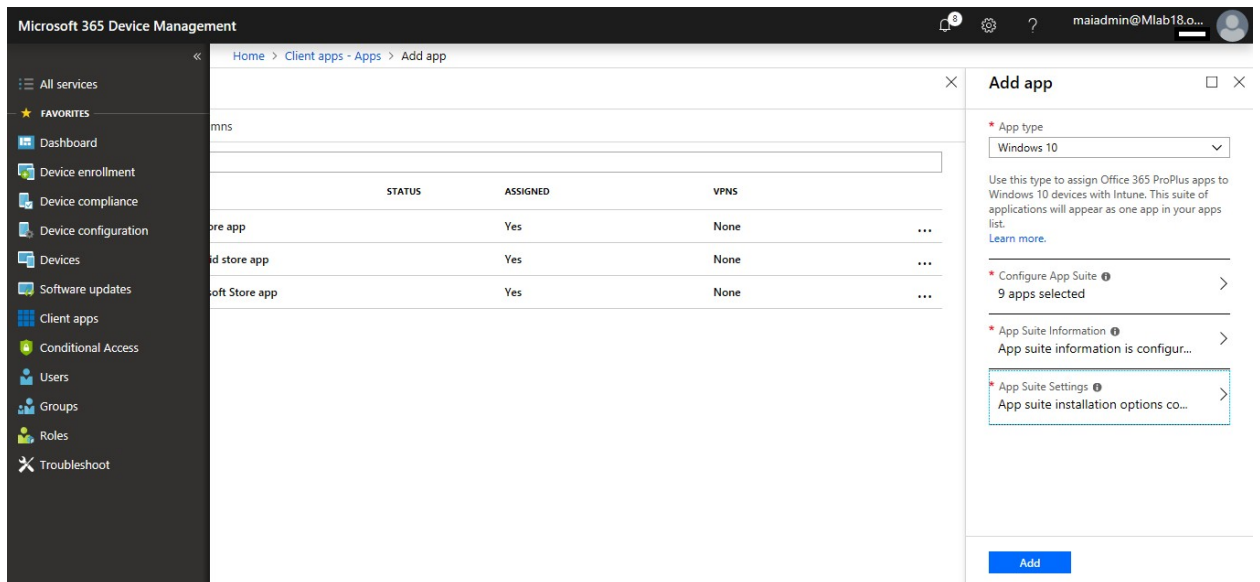 Microsoft 365 Device Management
8
?
maiadmin@Mlab18.o...
«
Home > Client apps - Apps > Add app
All services
FAVORITES
Dashboard
Device enrollment
Device compliance
Device configuration
Devices
Software updates
Client apps
Conditional Access
Users
Groups
Roles
Troubleshoot
mns
STATUS ASSIGNED VPNS
ore app Yes None ...
id store app Yes None ...
soft Store app Yes None ...
Add app
* App type
Windows 10
Use this type to assign Office 365 ProPlus apps to
Windows 10 devices with Intune. This suite of
applications will appear as one app in your apps
list.
Learn more.
* Configure App Suite
9 apps selected
* App Suite Information
App suite information is configur...
* App Suite Settings
App suite installation options co...
Add